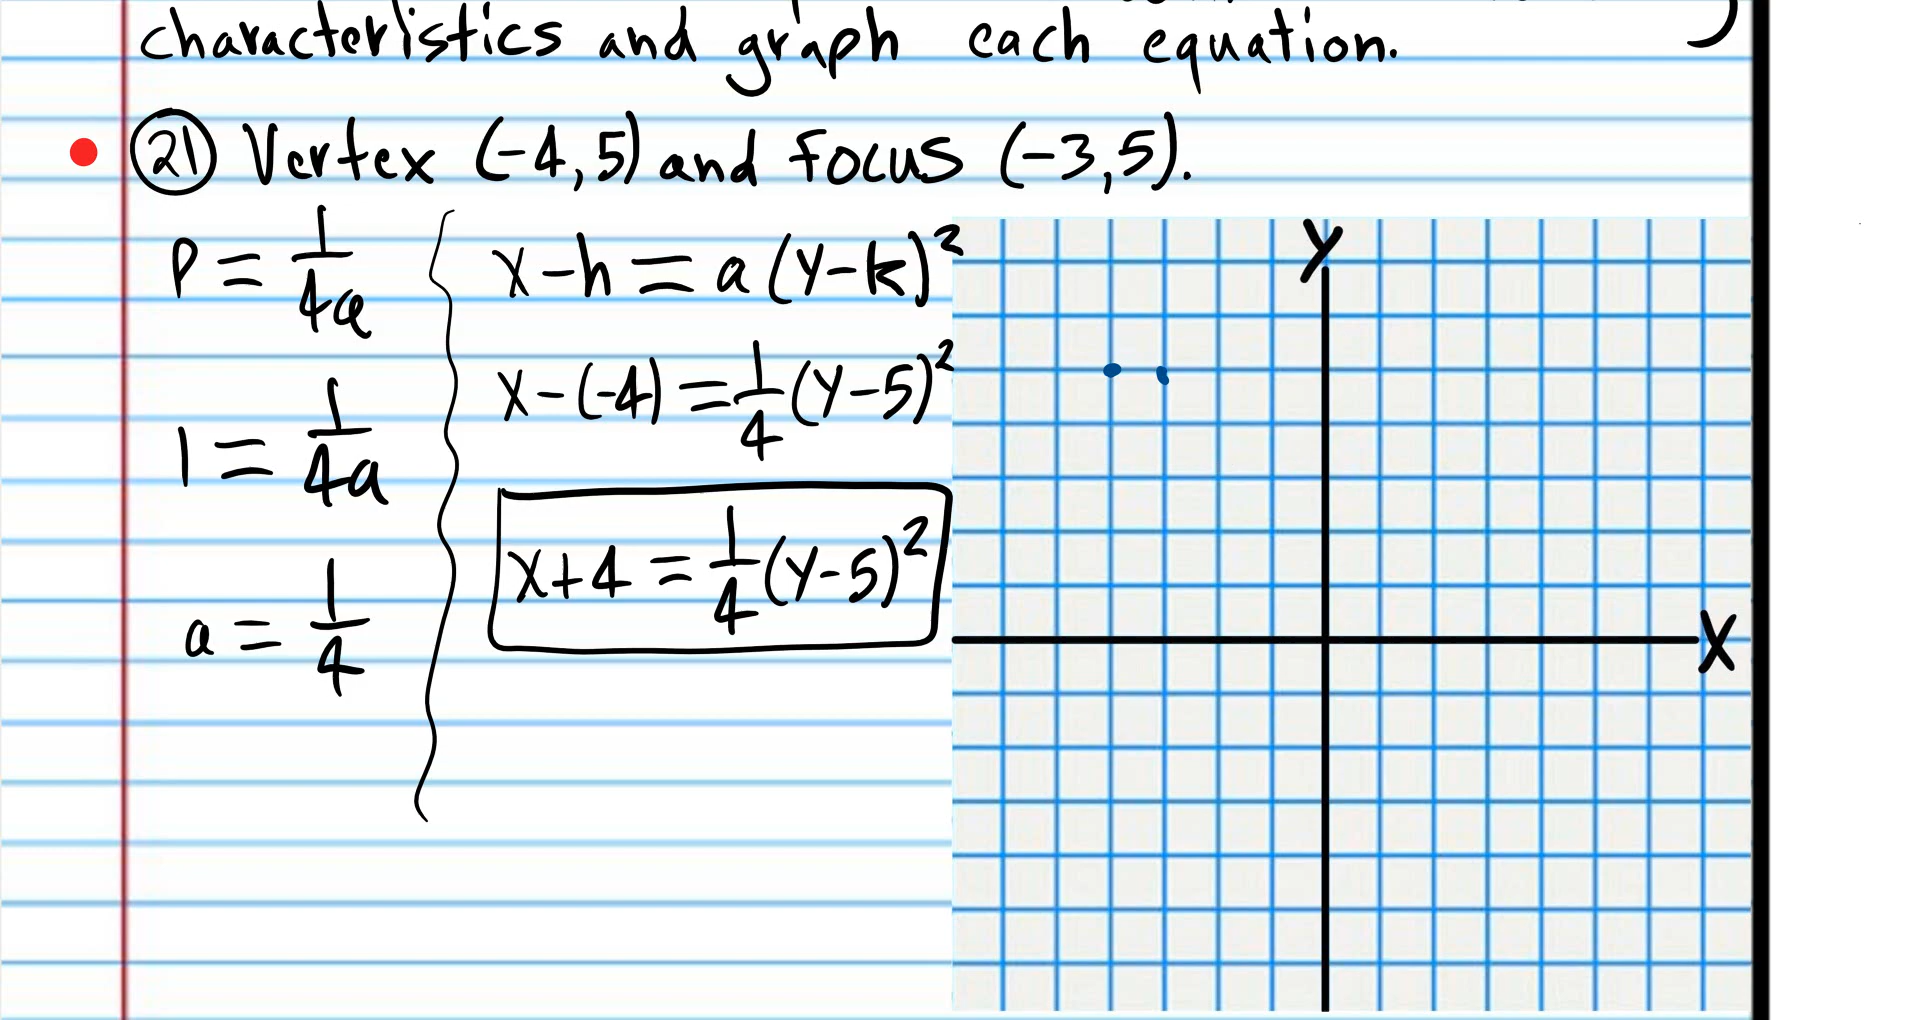 characteristics and graph each equation.
(21) Vertex (-4,5) and focus (-3,5).
P = 1/4a
1 = 1/4a
a = 1/4
x-h = a(y-k)²
x-(-4) = 1/4(y-5)²
x+4 = 1/4(y-5)²
y
x